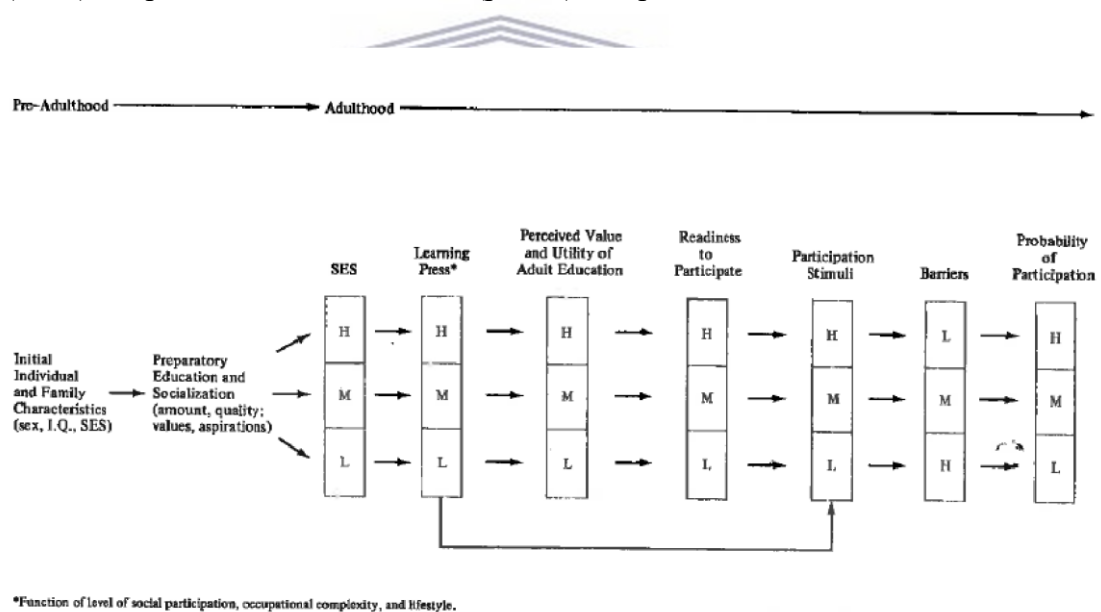 Pre-Adulthood
Adulthood
Perceived Value
and Utility of
Adult Education
Readiness
to
Participate
Probability
of
Participation
Learning
Press*
Participation
Stimuli
SES
Barriers
H H H H H L H
Initial
Individual
and Family
Characteristics
(sex, I.Q., SES)
Preparatory
Education and
Socialization
(amount, quality;
values, aspirations)
M M M M M M M
L L L L L H L
*Function of level of social participation, occupational complexity, and lifestyle.